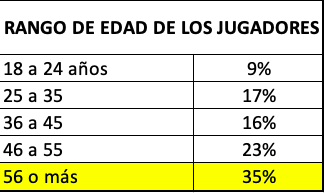 RANGO DE EDAD DE LOS JUGADORES
18 a 24 años 9%
25 a 35 17%
36 a 45 16%
46 a 55 23%
56 o más 35%